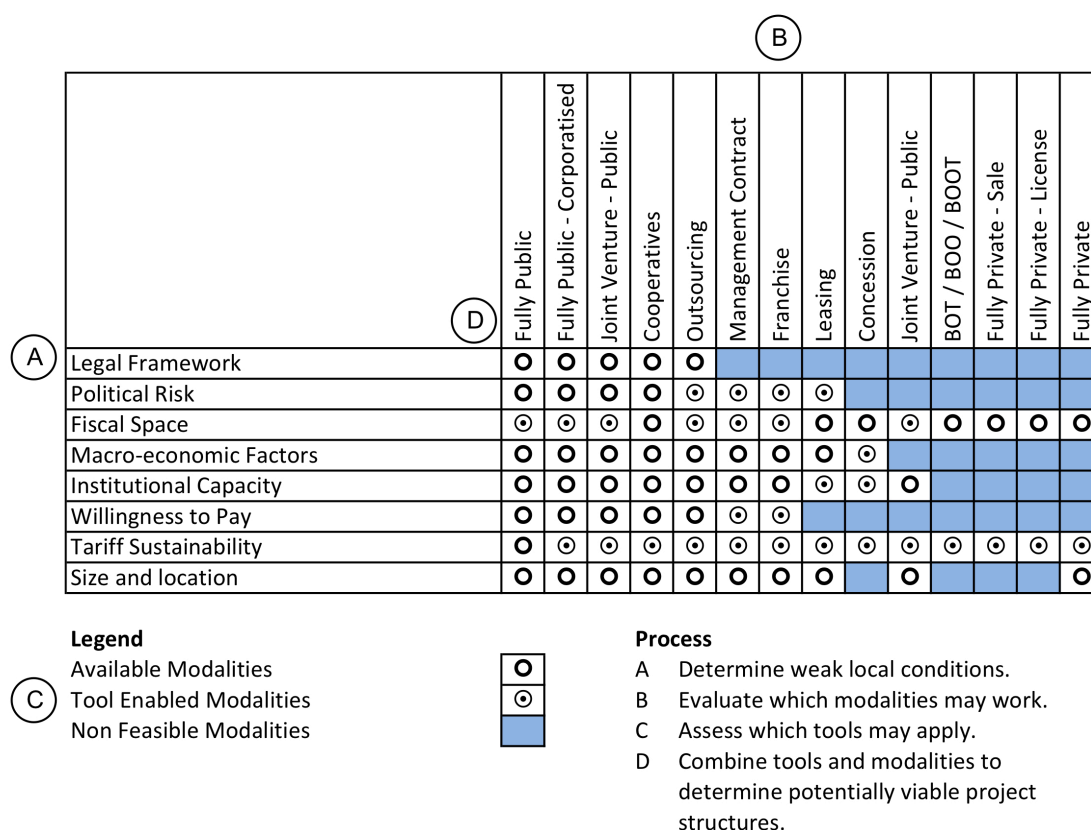 B
Fully Public
Fully Public - Corporatised
Joint Venture - Public
Cooperatives
Outsourcing
Management Contract
Franchise
Leasing
Concession
Joint Venture - Public
BOT / BOO / BOOT
Fully Private - Sale
Fully Private - License
Fully Private
D
A
Legal Framework
Political Risk
Fiscal Space
Macro-economic Factors
Institutional Capacity
Willingness to Pay
Tariff Sustainability
Size and location
Legend
Available Modalities
C
Tool Enabled Modalities
Non Feasible Modalities
Process
A Determine weak local conditions.
B Evaluate which modalities may work.
C Assess which tools may apply.
D Combine tools and modalities to
determine potentially viable project
structures.